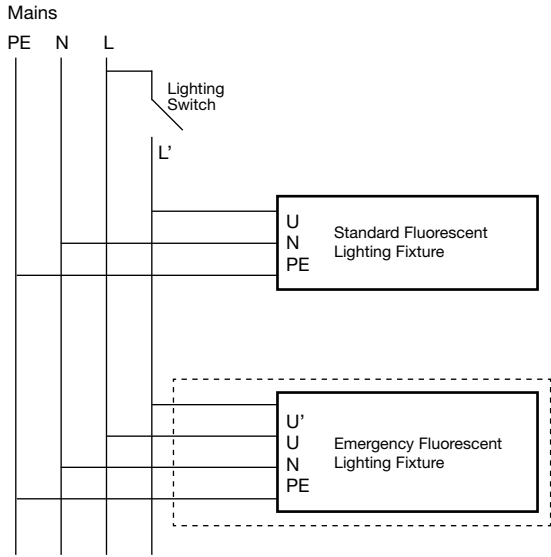 Mains
PE N L
Lighting
Switch
L'
U
N
PE
Standard Fluorescent
Lighting Fixture
U'
U
N
PE
Emergency Fluorescent
Lighting Fixture